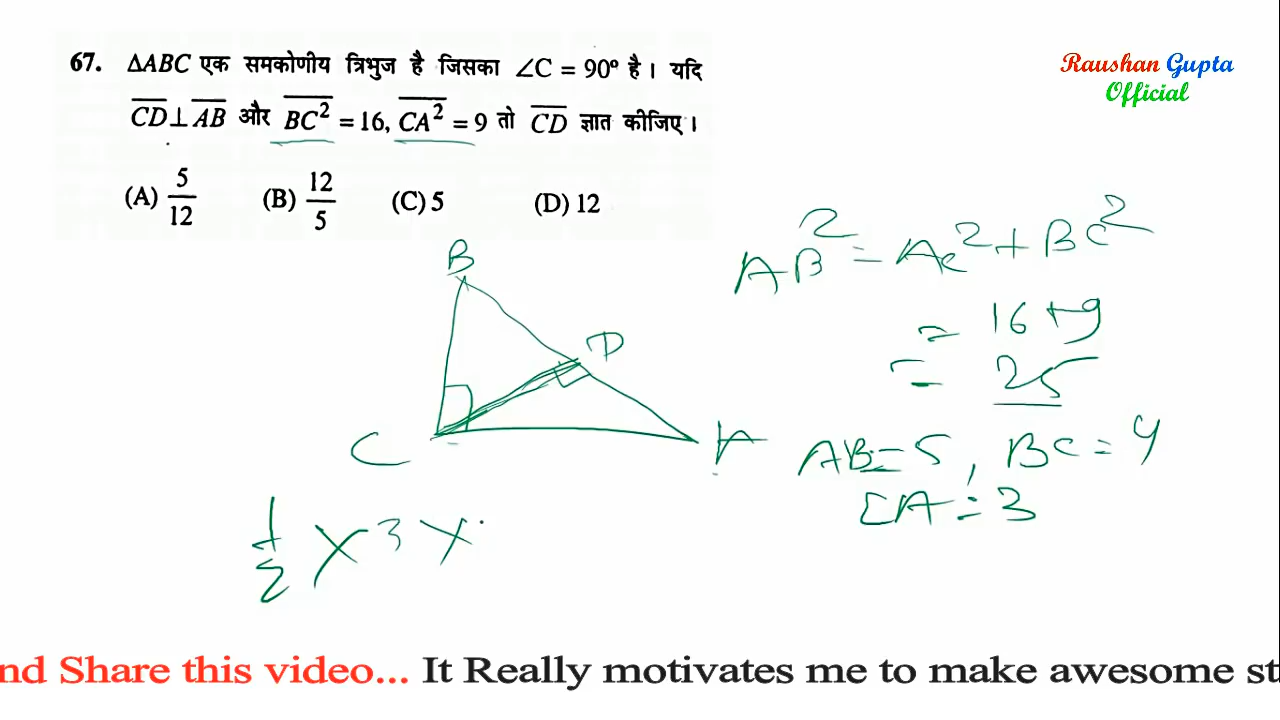 67. ΔABC एक समकोणीय त्रिभुज है जिसका ∠C = 90° है। यदि
CD⊥AB और BC² = 16, CA² = 9 तो CD ज्ञात कीजिए।
(A) 5/12 (B) 12/5 (C) 5 (D) 12
Raushan Gupta
Official
B
D
C
A
AB² = AC² + BC²
= 16 + 9
= 25
AB = 5, BC = 4
CA = 3
1/2 × 3 ×
nd Share this video... It Really motivates me to make awesome st